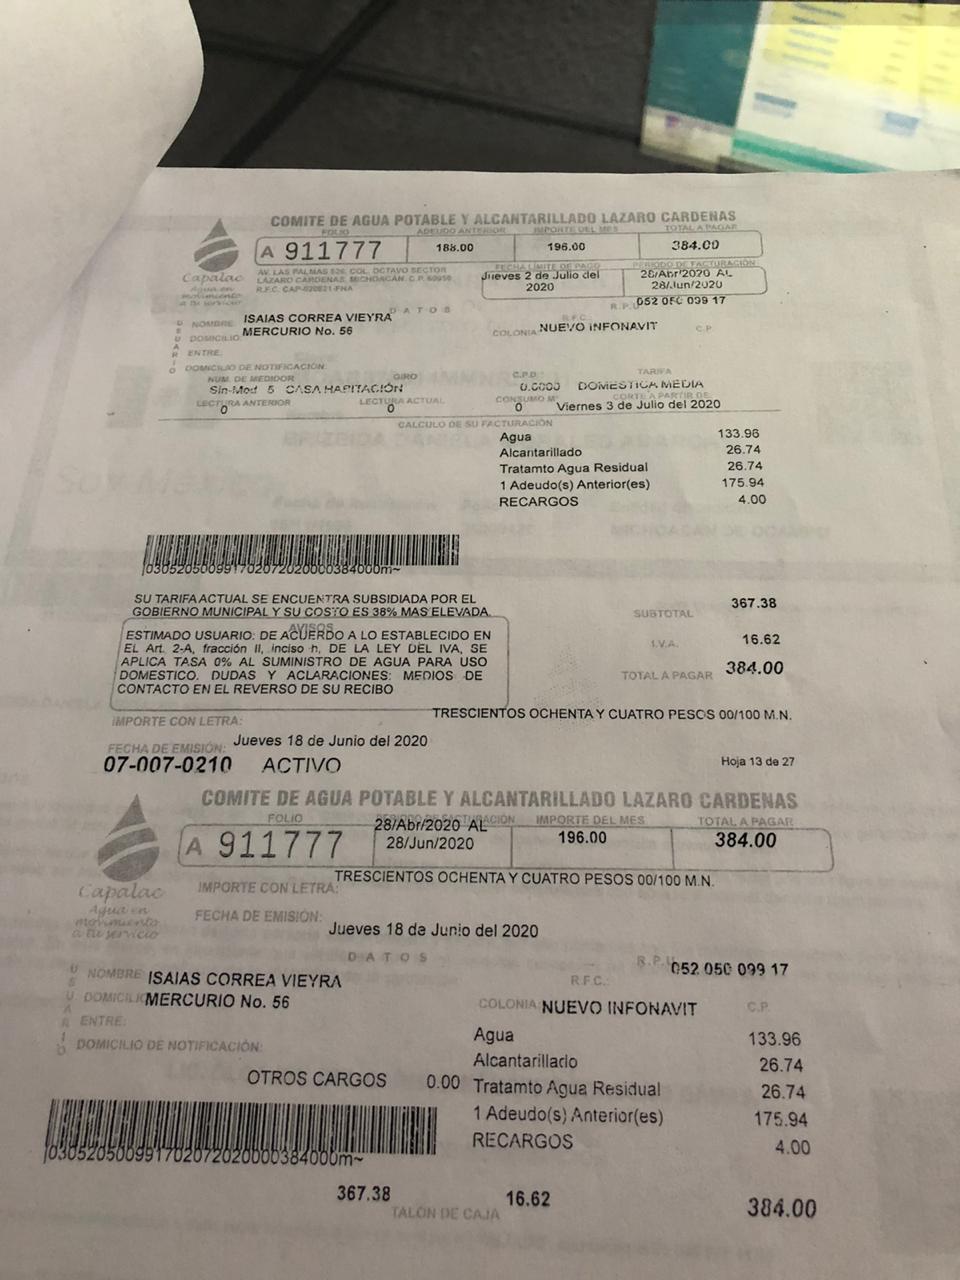 COMITE DE AGUA POTABLE Y ALCANTARILLADO LAZARO CARDENAS
FOLIO ADEUDO ANTERIOR IMPORTE DEL MES TOTAL A PAGAR
A 911777 188.00 196.00 384.00
AV. LAS PALMAS 526, COL. OCTAVO SECTOR
LÁZARO CARDENAS, MICHOACAN. C.P. 60950
R.F.C. CAP-920821-FNA
FECHA LÍMITE DE PAGO
Jueves 2 de Julio del
2020
PERIODO DE FACTURACIÓN
28/Abr/2020 AL
28/Jun/2020
Capalac
Agua en
movimiento
a tu servicio
R.P.U. 052 050 099 17
DATOS
USUARIO
NOMBRE ISAIAS CORREA VIEYRA R.F.C.
DOMICILIO: MERCURIO No. 56 COLONIA: NUEVO INFONAVIT C.P.
ENTRE:
DOMICILIO DE NOTIFICACIÓN:
NUM. DE MEDIDOR GIRO C.P.D. TARIFA
Sin-Med 5 CASA HABITACIÓN 0.0000 DOMESTICA MEDIA
LECTURA ANTERIOR LECTURA ACTUAL CONSUMO M³ CORTE A PARTIR DE:
0 0 0 Viernes 3 de Julio del 2020
CALCULO DE SU FACTURACIÓN
Agua 133.96
Alcantarillado 26.74
Tratamto Agua Residual 26.74
1 Adeudo(s) Anterior(es) 175.94
RECARGOS 4.00
j030520500991702072020000384000m~
SU TARIFA ACTUAL SE ENCUENTRA SUBSIDIADA POR EL
GOBIERNO MUNICIPAL Y SU COSTO ES 38% MAS ELEVADA.
AVISOS
ESTIMADO USUARIO: DE ACUERDO A LO ESTABLECIDO EN
EL Art. 2-A, fracción II, inciso h, DE LA LEY DEL IVA, SE
APLICA TASA 0% AL SUMINISTRO DE AGUA PARA USO
DOMESTICO. DUDAS Y ACLARACIONES: MEDIOS DE
CONTACTO EN EL REVERSO DE SU RECIBO
SUBTOTAL 367.38
I.V.A. 16.62
TOTAL A PAGAR 384.00
IMPORTE CON LETRA: TRESCIENTOS OCHENTA Y CUATRO PESOS 00/100 M.N.
FECHA DE EMISIÓN: Jueves 18 de Junio del 2020
07-007-0210 ACTIVO Hoja 13 de 27
COMITE DE AGUA POTABLE Y ALCANTARILLADO LAZARO CARDENAS
FOLIO PERIODO DE FACTURACIÓN IMPORTE DEL MES TOTAL A PAGAR
A 911777 28/Abr/2020 AL 28/Jun/2020 196.00 384.00
Capalac
Agua en
movimiento
a tu servicio
IMPORTE CON LETRA: TRESCIENTOS OCHENTA Y CUATRO PESOS 00/100 M.N.
FECHA DE EMISIÓN: Jueves 18 de Junio del 2020
DATOS
R.P.U. 052 050 099 17
USUARIO
NOMBRE ISAIAS CORREA VIEYRA R.F.C.:
DOMICILIO MERCURIO No. 56 COLONIA: NUEVO INFONAVIT C.P.
ENTRE:
DOMICILIO DE NOTIFICACIÓN:
Agua 133.96
Alcantarillado 26.74
OTROS CARGOS 0.00 Tratamto Agua Residual 26.74
1 Adeudo(s) Anterior(es) 175.94
RECARGOS 4.00
j030520500991702072020000384000m~
367.38 16.62 384.00
TALÓN DE CAJA